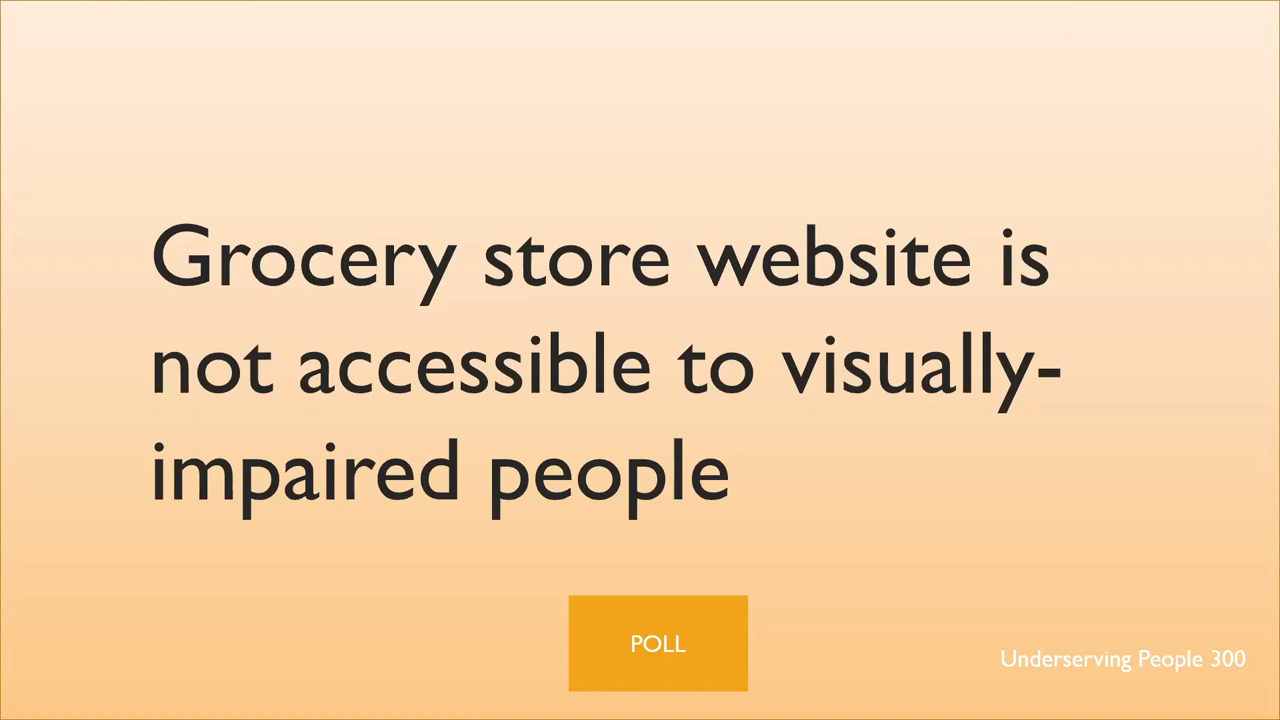 Grocery store website is
not accessible to visually-
impaired people
POLL
Underserving People 300